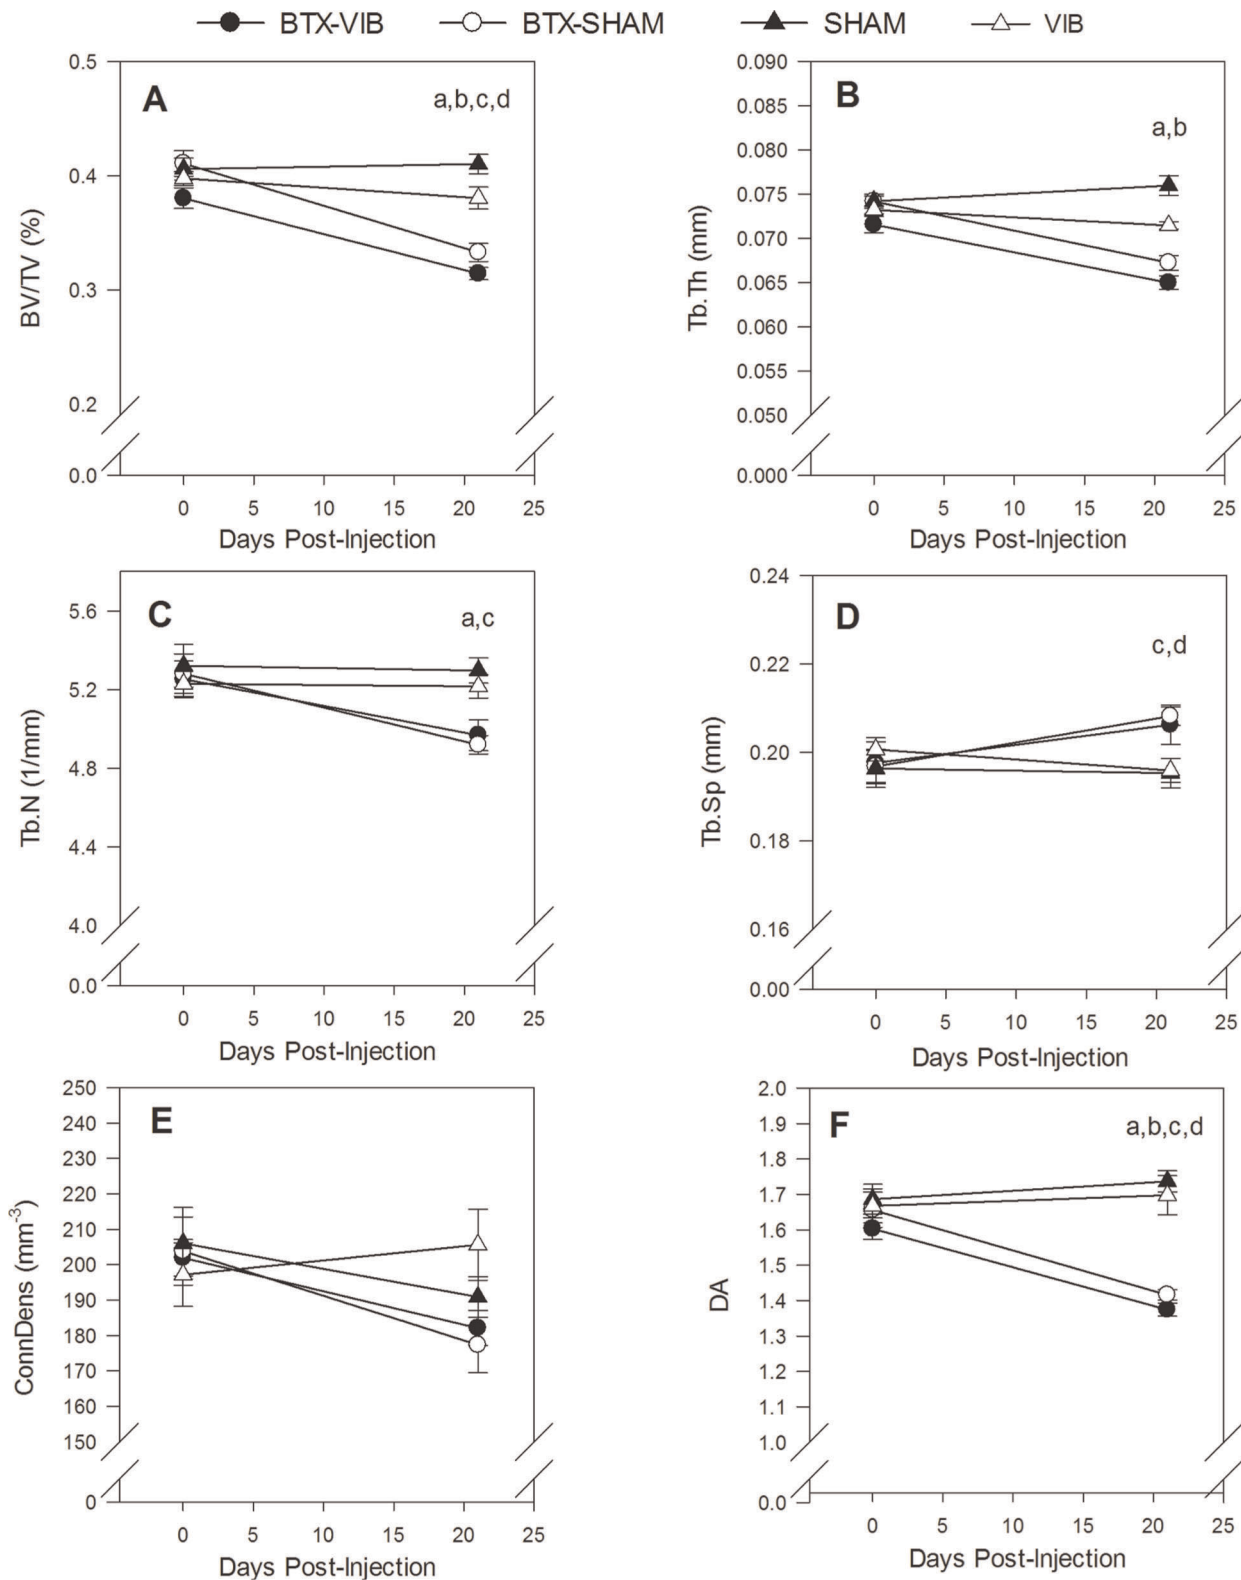 BTX-VIB BTX-SHAM SHAM VIB
A
a,b,c,d
BV/TV (%)
0.5
0.4
0.3
0.2
0.0
0 5 10 15 20 25
Days Post-Injection
B
a,b
Tb.Th (mm)
0.090
0.085
0.080
0.075
0.070
0.065
0.060
0.055
0.050
0.000
0 5 10 15 20 25
Days Post-Injection
C
a,c
Tb.N (1/mm)
5.6
5.2
4.8
4.4
4.0
0.0
0 5 10 15 20 25
Days Post-Injection
D
c,d
Tb.Sp (mm)
0.24
0.22
0.20
0.18
0.16
0.00
0 5 10 15 20 25
Days Post-Injection
E
ConnDens (mm⁻³)
250
240
230
220
210
200
190
180
170
160
150
0
0 5 10 15 20 25
Days Post-Injection
F
a,b,c,d
DA
2.0
1.9
1.8
1.7
1.6
1.5
1.4
1.3
1.2
1.1
1.0
0.0
0 5 10 15 20 25
Days Post-Injection